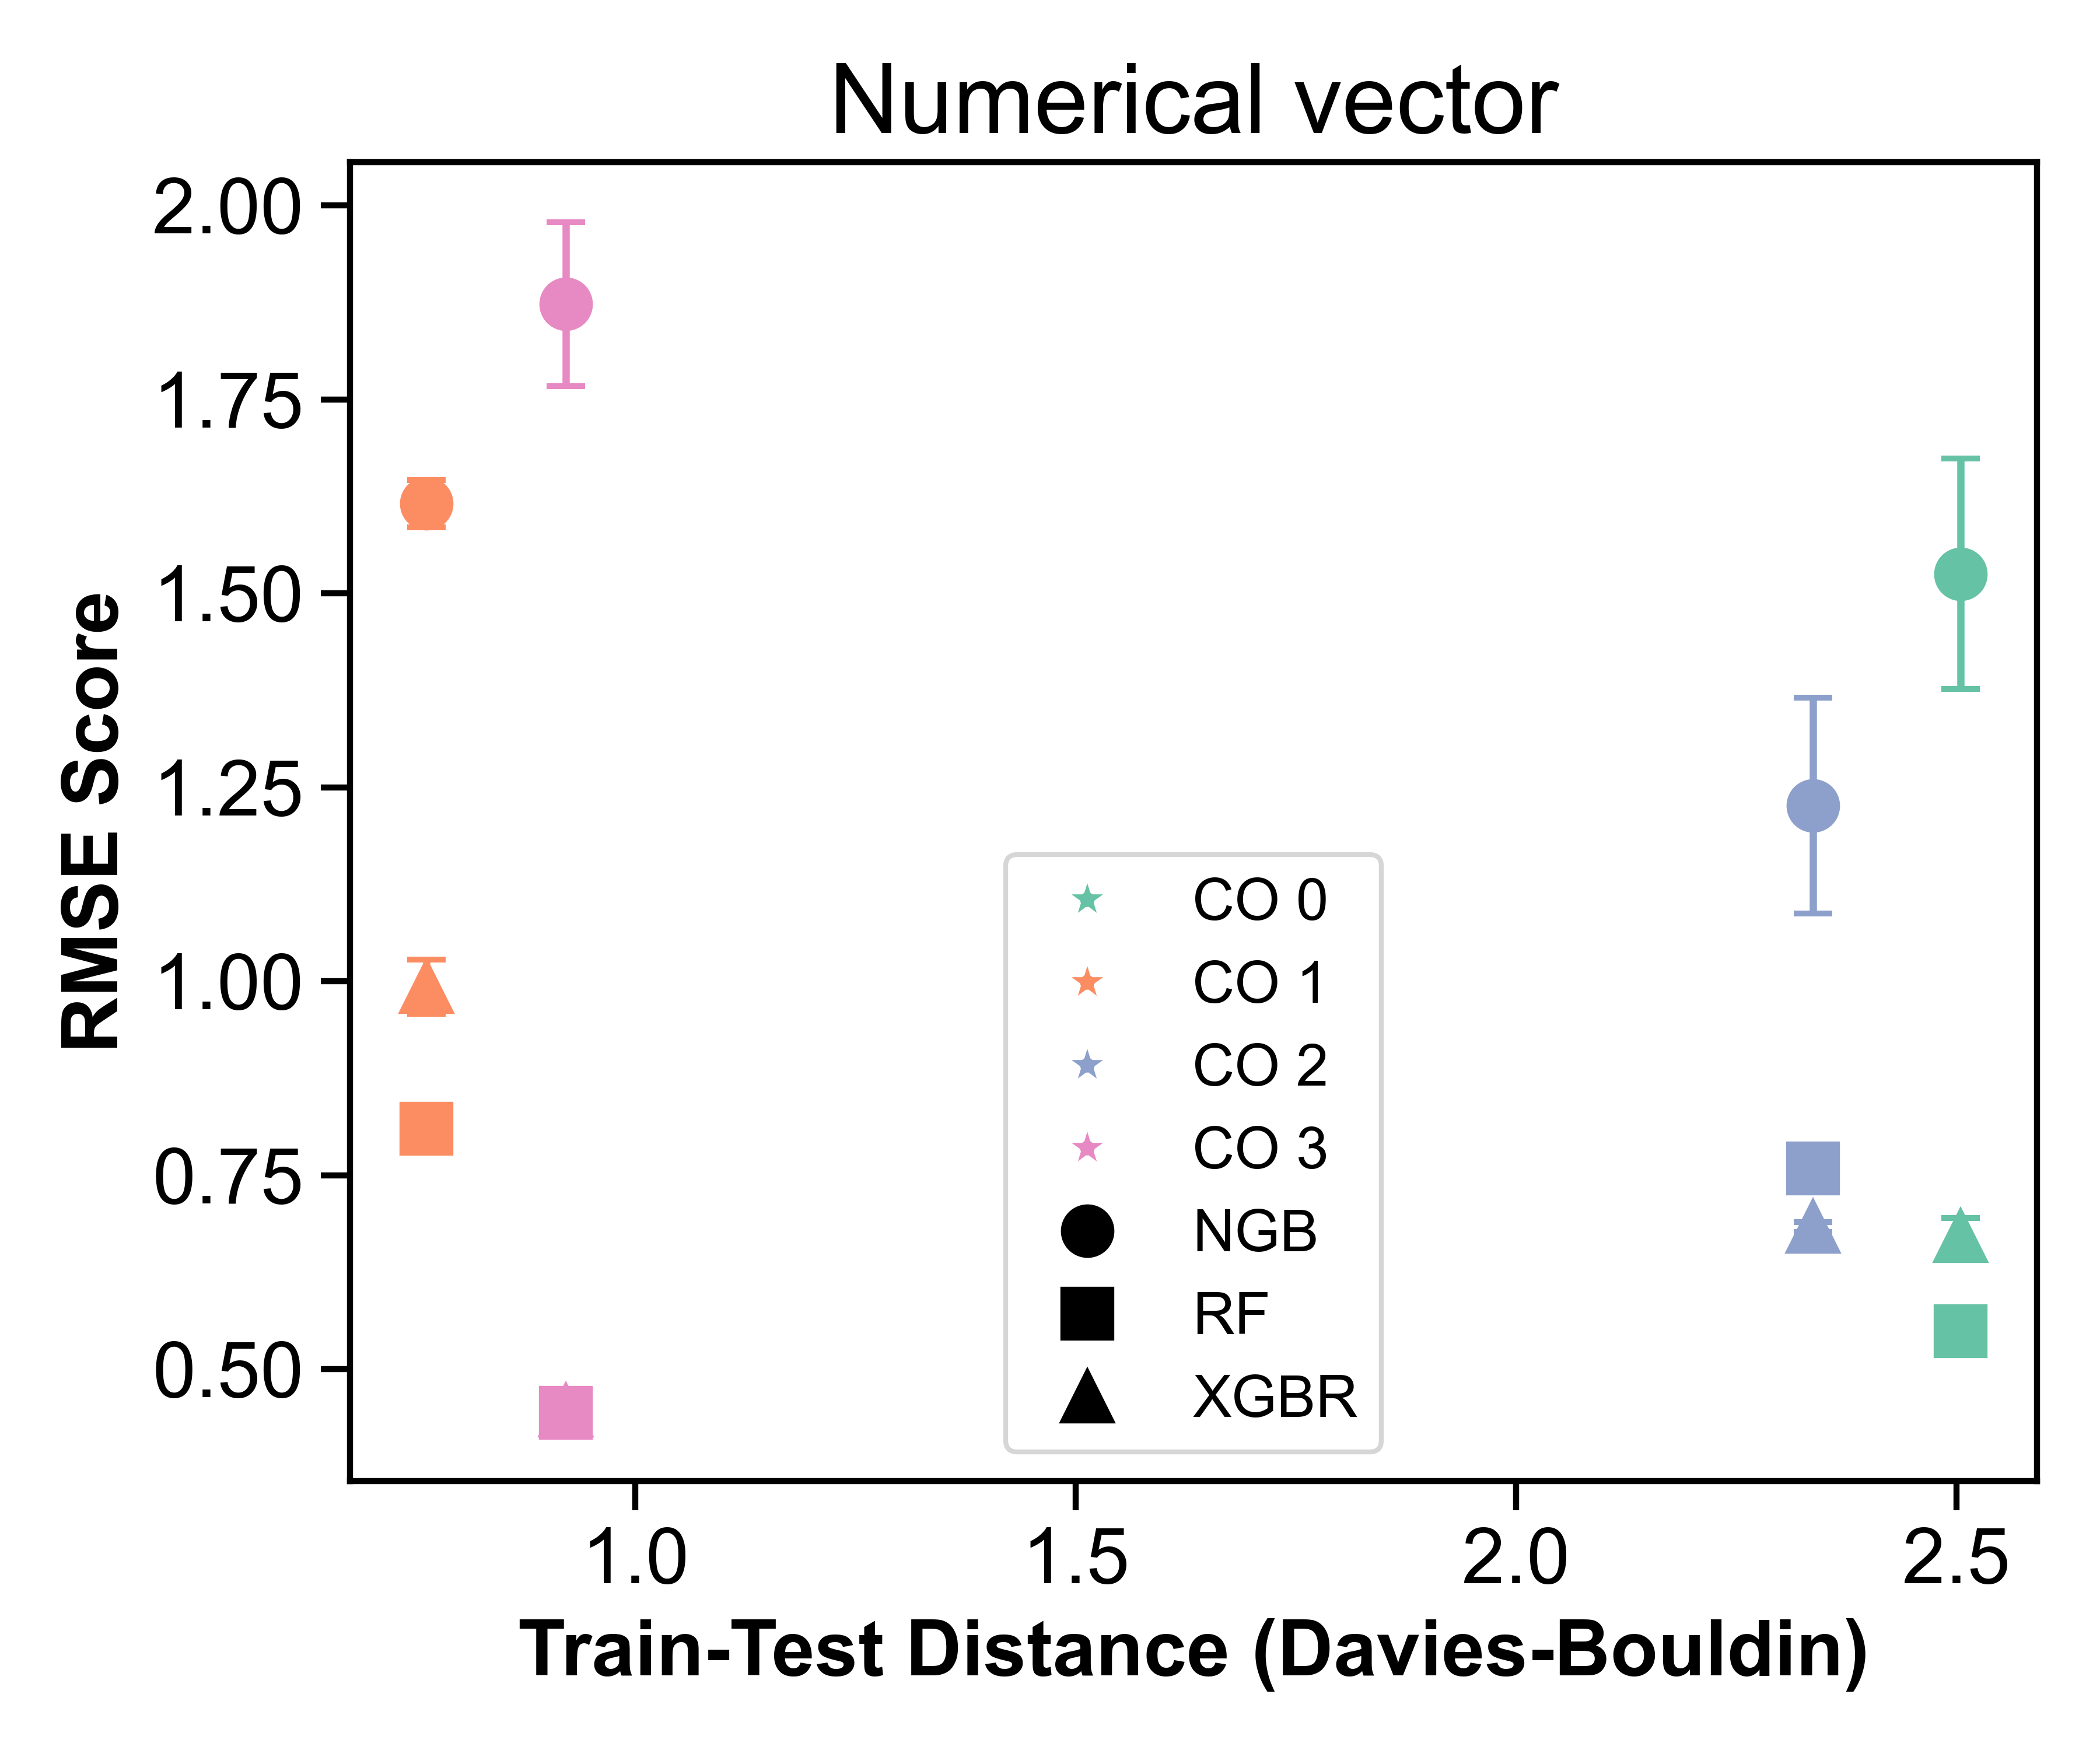 Numerical vector
2.00
1.75
1.50
1.25
1.00
0.75
0.50
RMSE Score
CO 0
CO 1
CO 2
CO 3
NGB
RF
XGBR
1.0
1.5
2.0
2.5
Train-Test Distance (Davies-Bouldin)